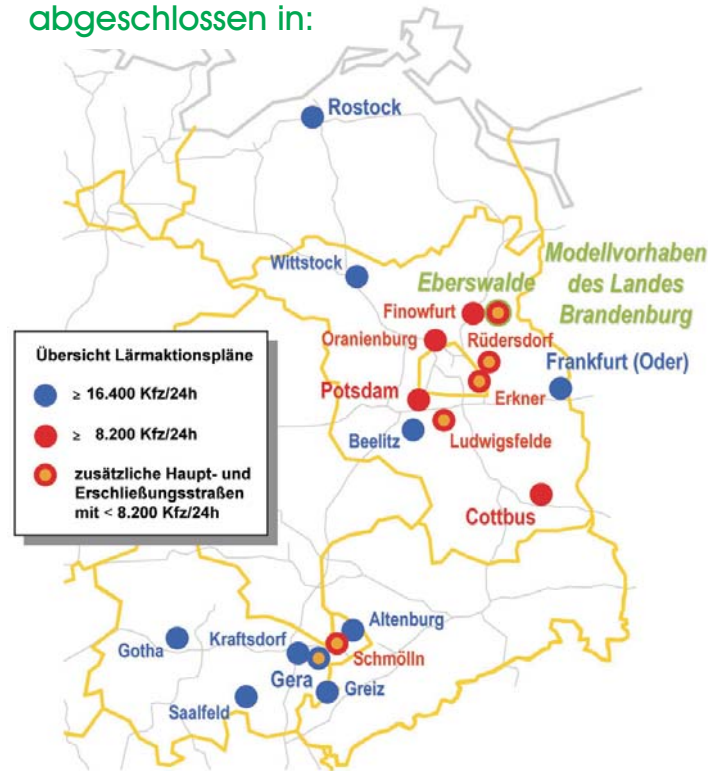 abgeschlossen in:
Rostock
Wittstock
Modellvorhaben
des Landes
Brandenburg
Eberswalde
Finowfurt
Oranienburg
Rüdersdorf
Frankfurt (Oder)
Potsdam
Erkner
Beelitz
Ludwigsfelde
Cottbus
Übersicht Lärmaktionspläne
≥ 16.400 Kfz/24h
≥ 8.200 Kfz/24h
zusätzliche Haupt- und
Erschließungsstraßen
mit < 8.200 Kfz/24h
Altenburg
Gotha
Kraftsdorf
Schmölln
Gera
Greiz
Saalfeld